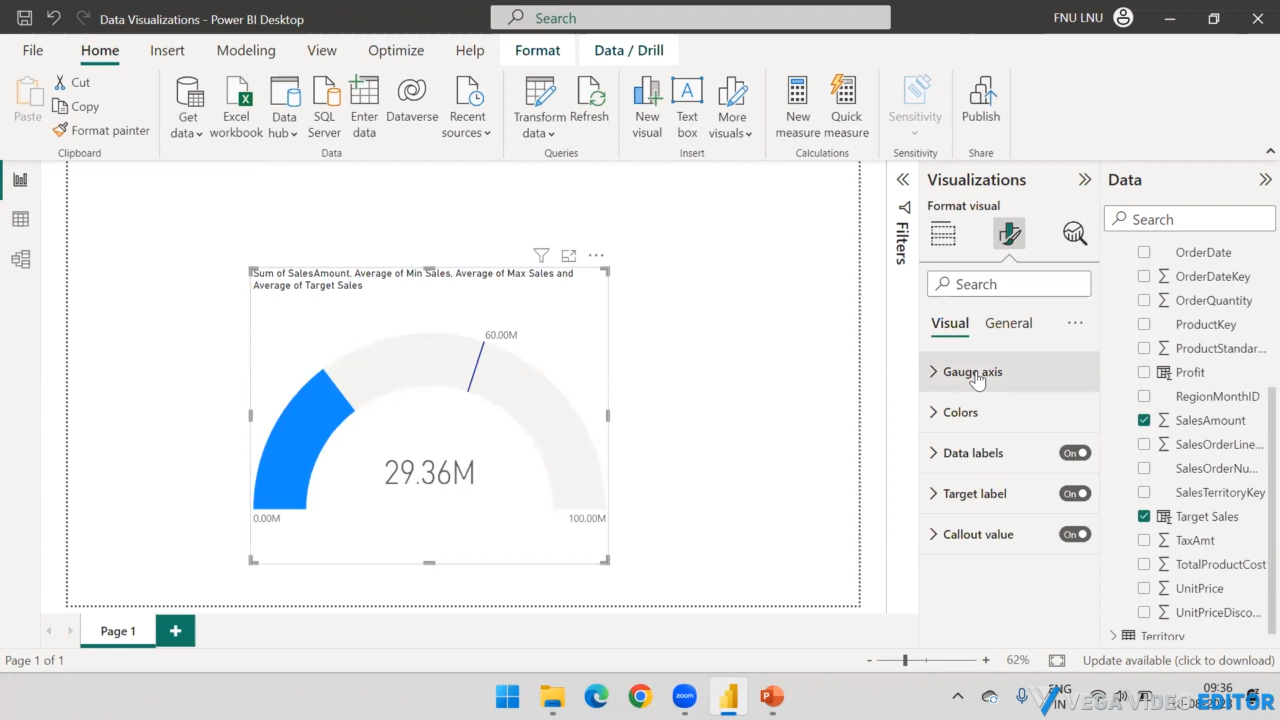 Data Visualizations - Power BI Desktop
Search
FNU LNU
File Home Insert Modeling View Optimize Help Format Data / Drill
Paste
Cut
Copy
Format painter
Clipboard
Get data
Excel workbook
Data hub
SQL Server
Enter data
Dataverse
Recent sources
Data
Transform data
Refresh
Queries
New visual
Text box
More visuals
Insert
New measure
Quick measure
Calculations
Sensitivity
Sensitivity
Publish
Share
Sum of SalesAmount, Average of Min Sales, Average of Max Sales and
Average of Target Sales
60.00M
29.36M
0.00M
100.00M
Filters
Visualizations
Format visual
Search
Visual General
Gauge axis
Colors
Data labels On
Target label On
Callout value On
Data
Search
OrderDate
OrderDateKey
OrderQuantity
ProductKey
ProductStandar...
Profit
RegionMonthID
SalesAmount
SalesOrderLine...
SalesOrderNu...
SalesTerritoryKey
Target Sales
TaxAmt
TotalProductCost
UnitPrice
UnitPriceDisco...
Territory
Page 1
Page 1 of 1
62%
Update available (click to download)
zoom
ENG
IN
09:36
VEGA VIDEO EDITOR